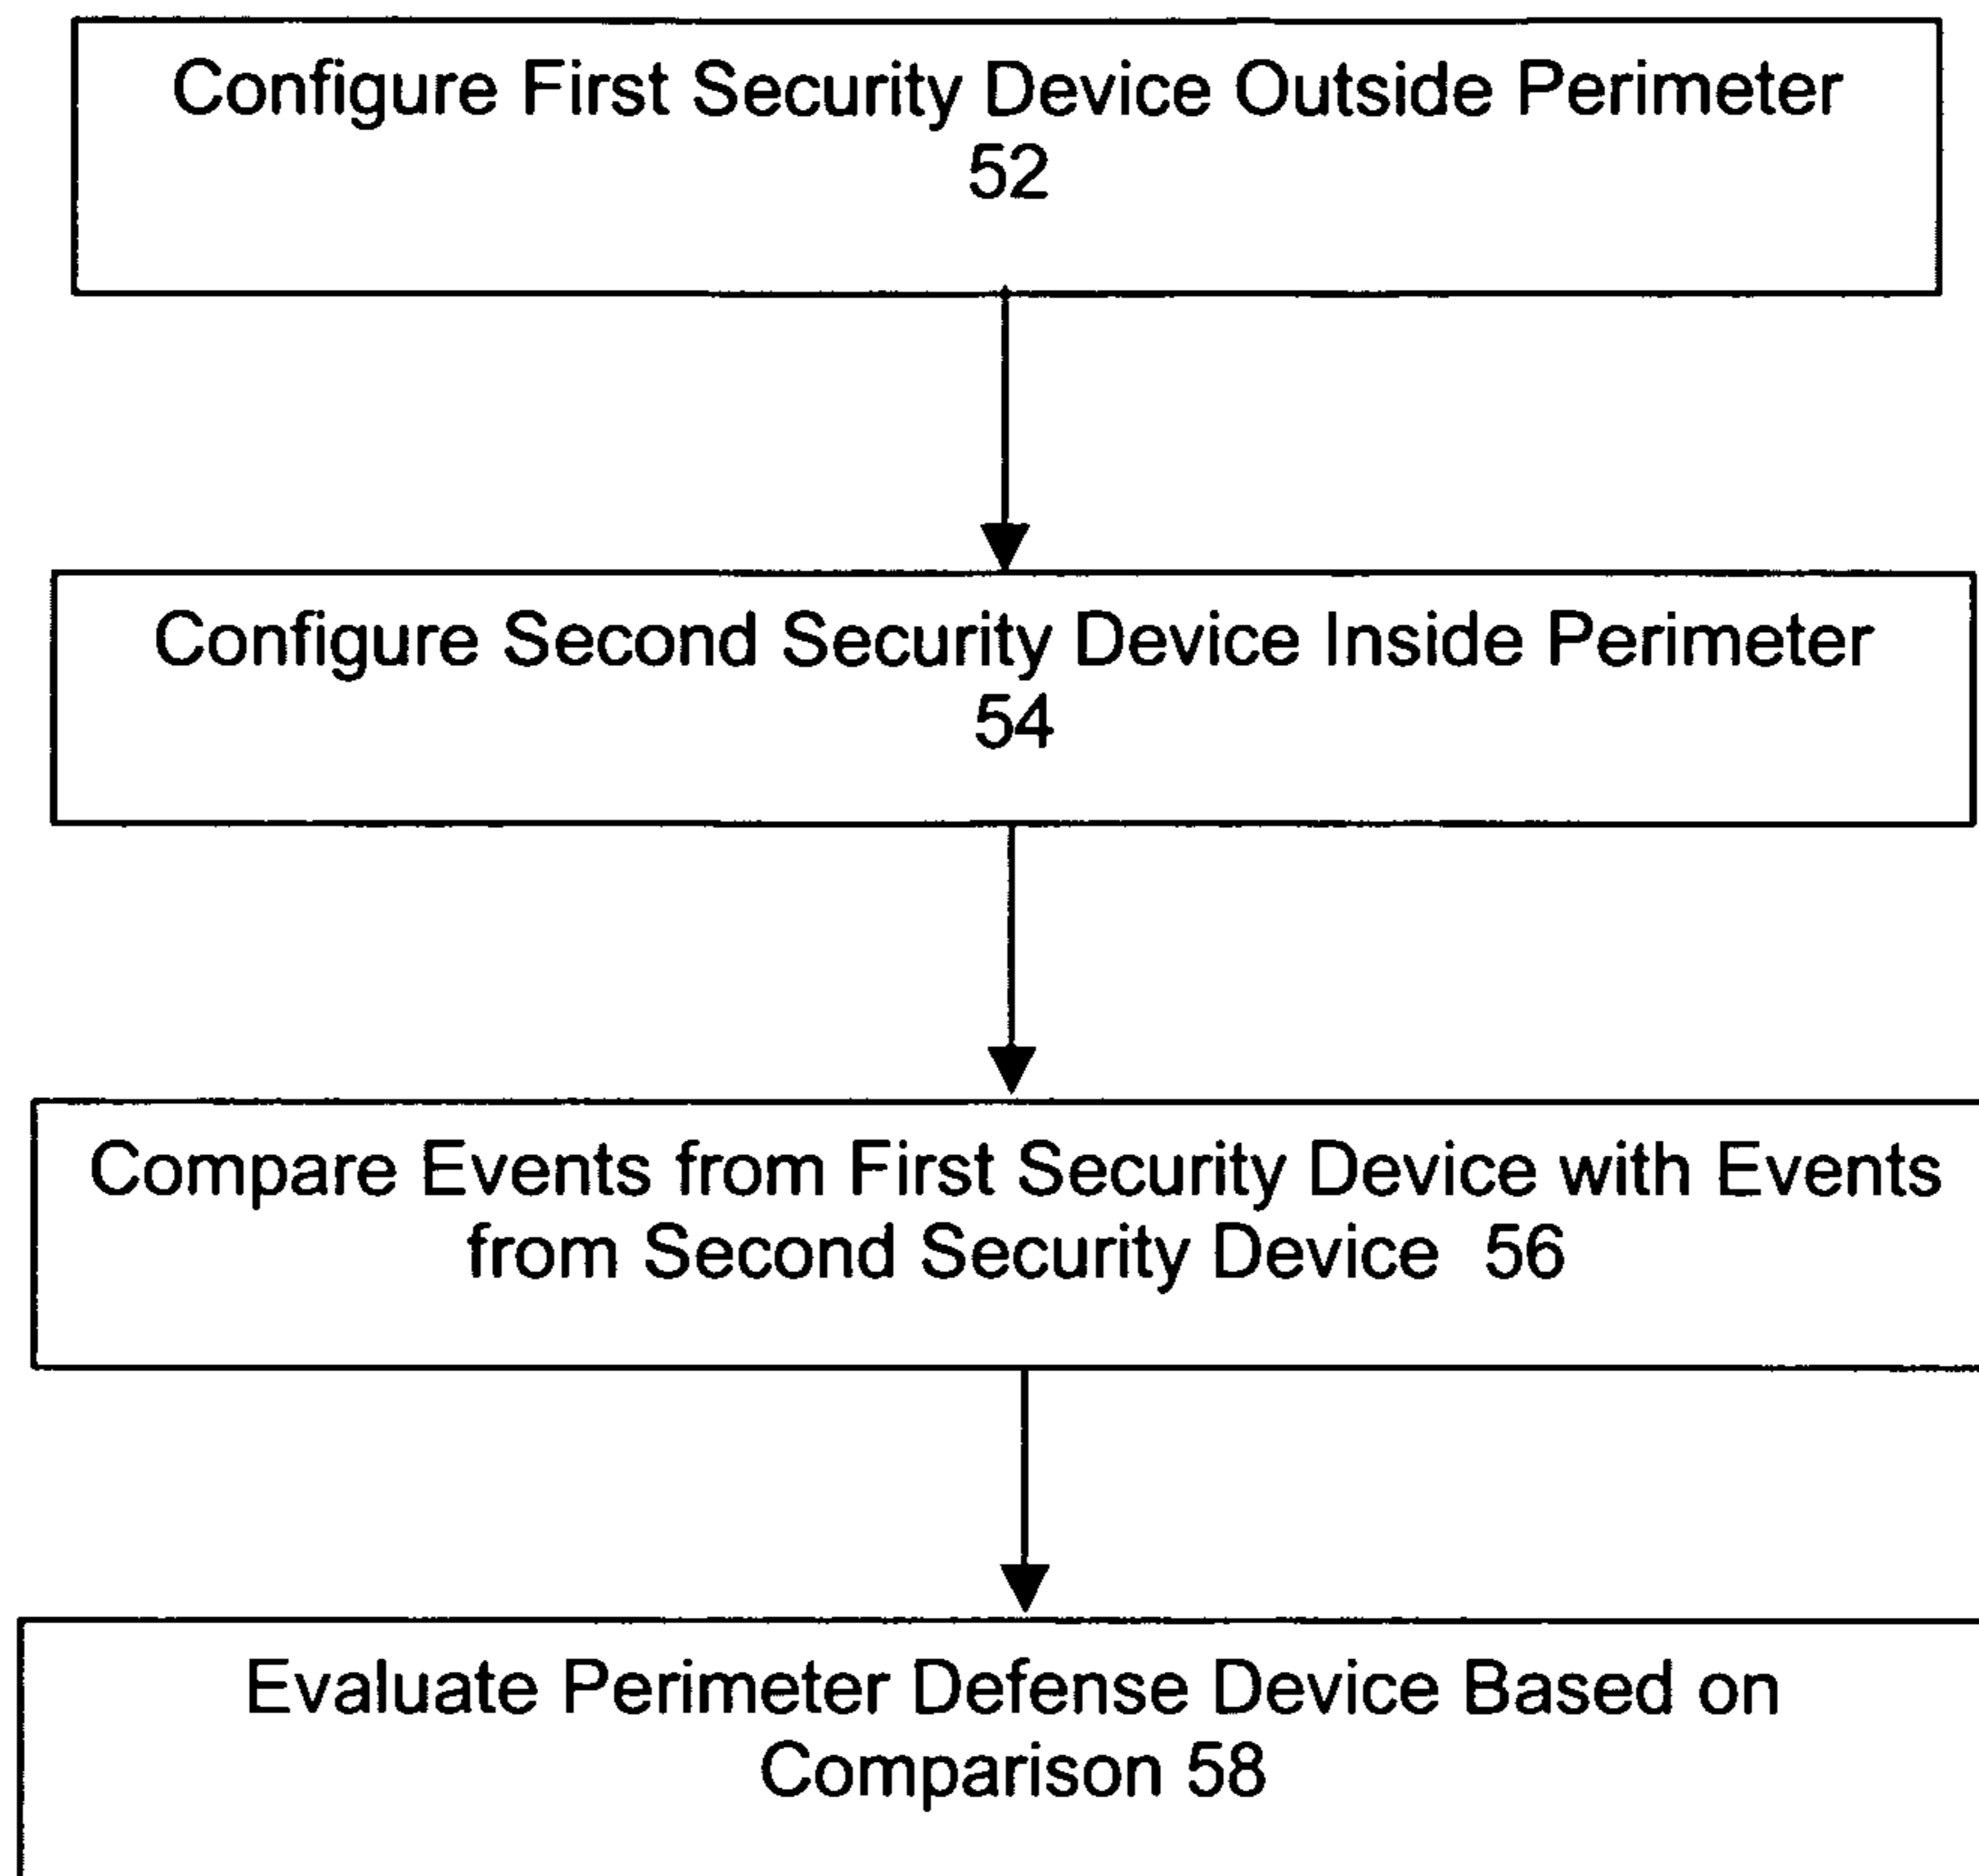 Configure First Security Device Outside Perimeter
52
Configure Second Security Device Inside Perimeter
54
Compare Events from First Security Device with Events
from Second Security Device 56
Evaluate Perimeter Defense Device Based on
Comparison 58